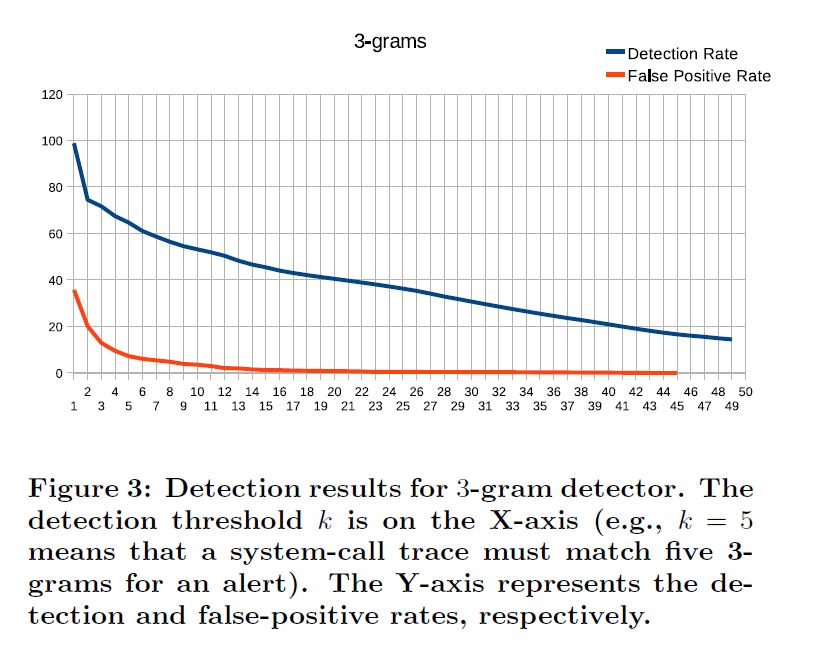 3-grams
Detection Rate
False Positive Rate
120
100
80
60
40
20
0
2 4 6 8 10 12 14 16 18 20 22 24 26 28 30 32 34 36 38 40 42 44 46 48 50
1 3 5 7 9 11 13 15 17 19 21 23 25 27 29 31 33 35 37 39 41 43 45 47 49
Figure 3: Detection results for 3-gram detector. The
detection threshold k is on the X-axis (e.g., k = 5
means that a system-call trace must match five 3-
grams for an alert). The Y-axis represents the de-
tection and false-positive rates, respectively.